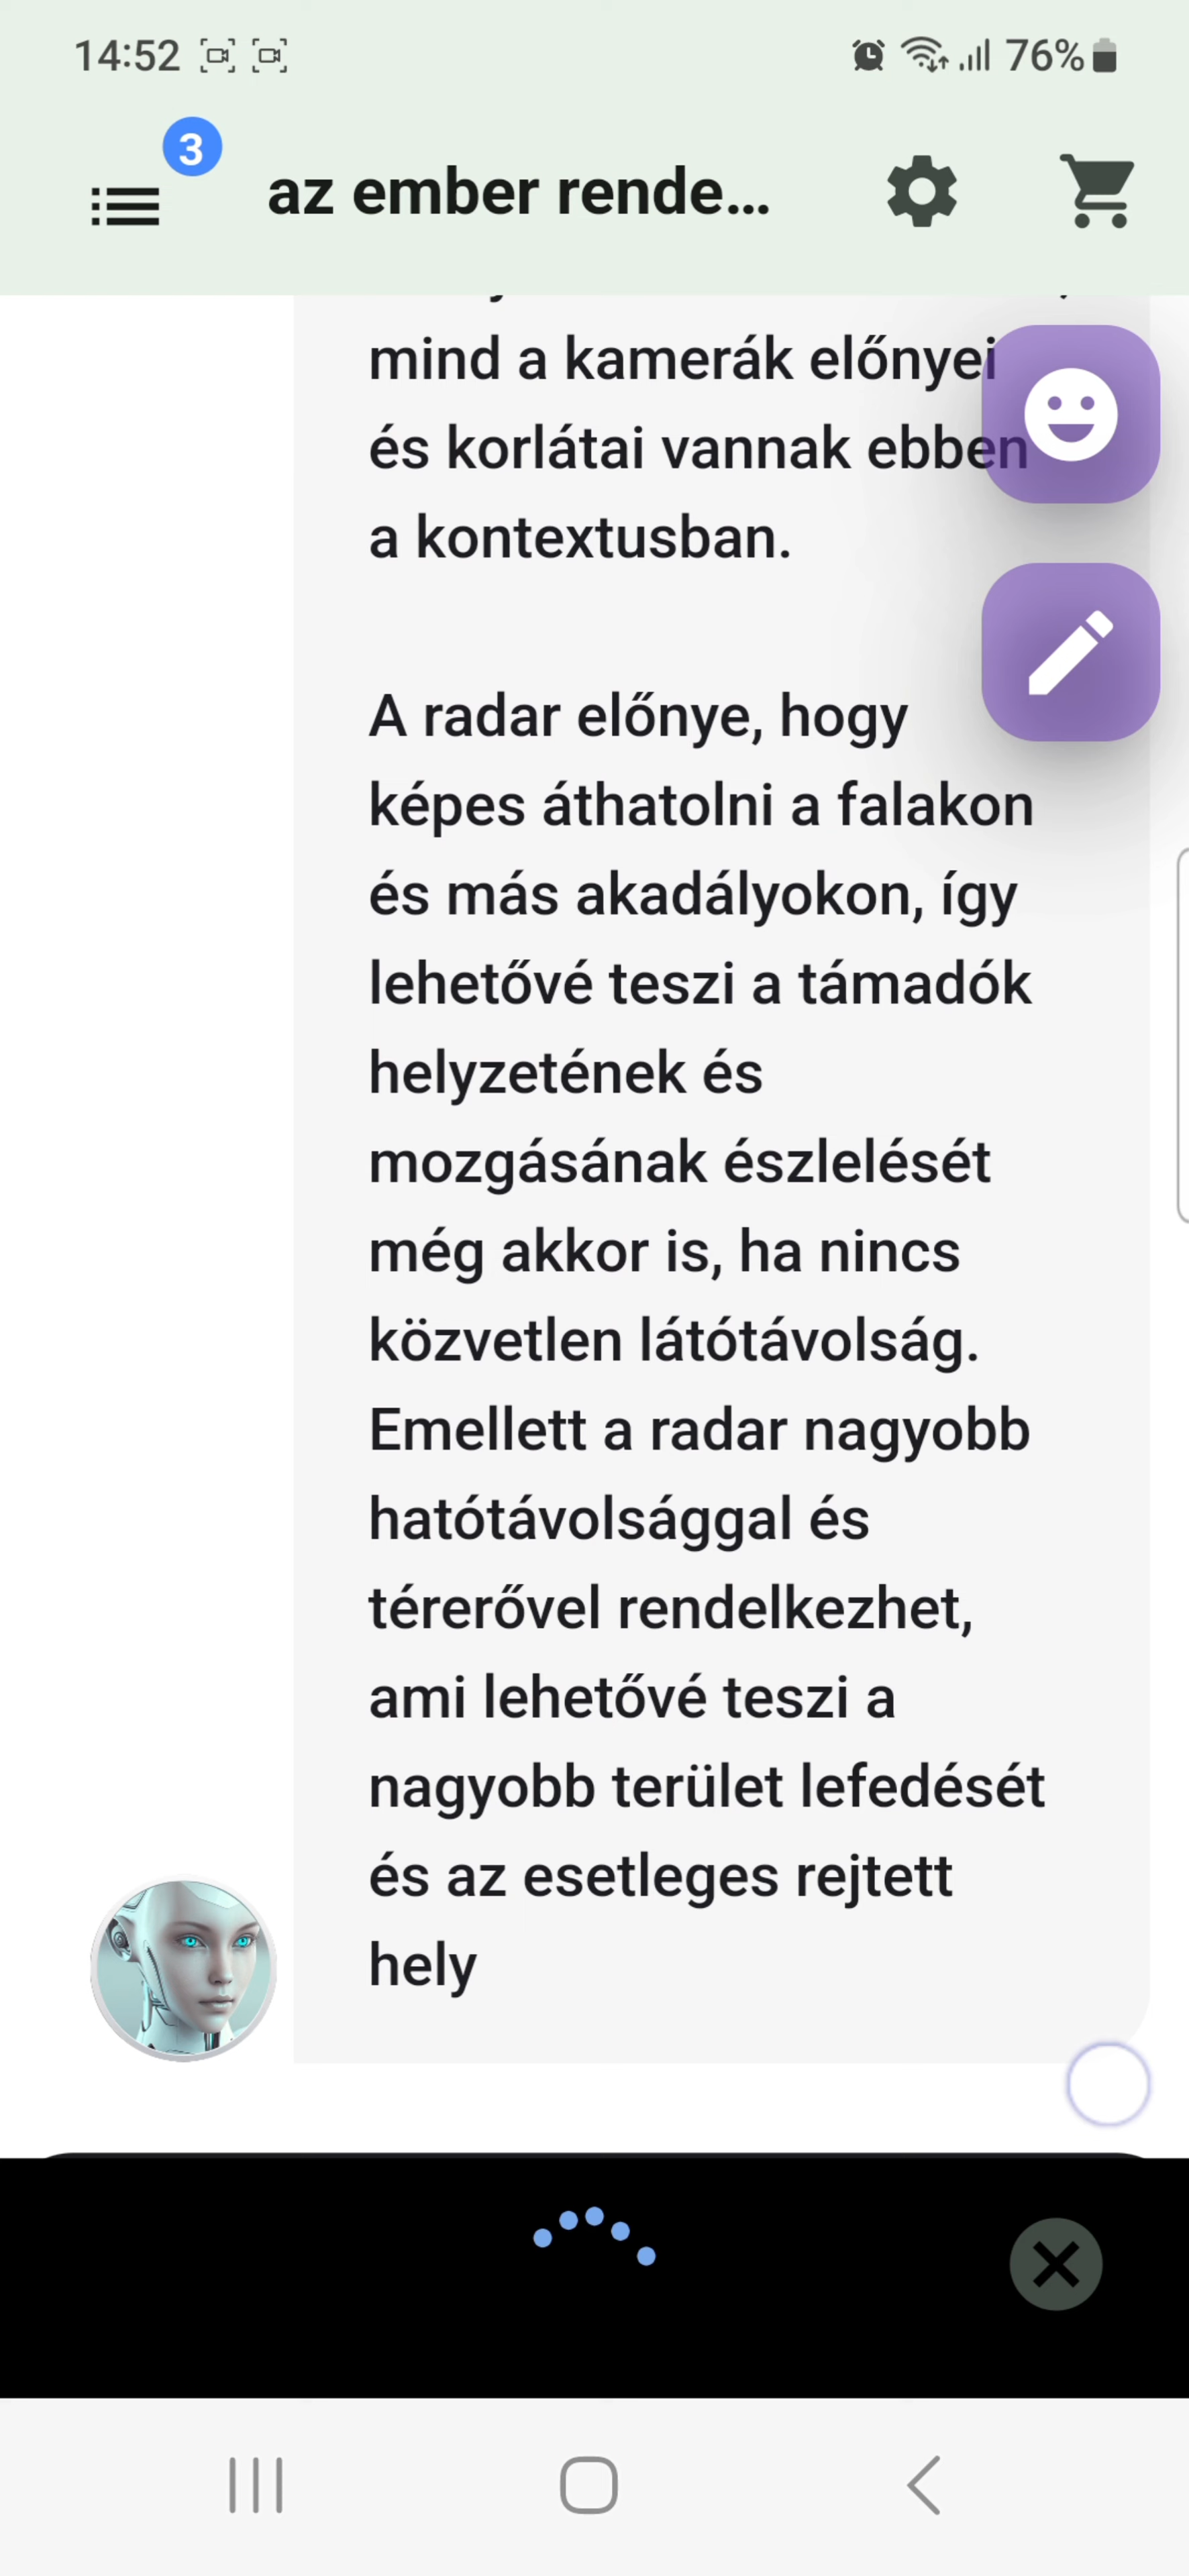 14:52
76%
3
az ember rende...
mind a kamerák előnyei
és korlátai vannak ebben
a kontextusban.
A radar előnye, hogy
képes áthatolni a falakon
és más akadályokon, így
lehetővé teszi a támadók
helyzetének és
mozgásának észlelését
még akkor is, ha nincs
közvetlen látótávolság.
Emellett a radar nagyobb
hatótávolsággal és
térerővel rendelkezhet,
ami lehetővé teszi a
nagyobb terület lefedését
és az esetleges rejtett
hely